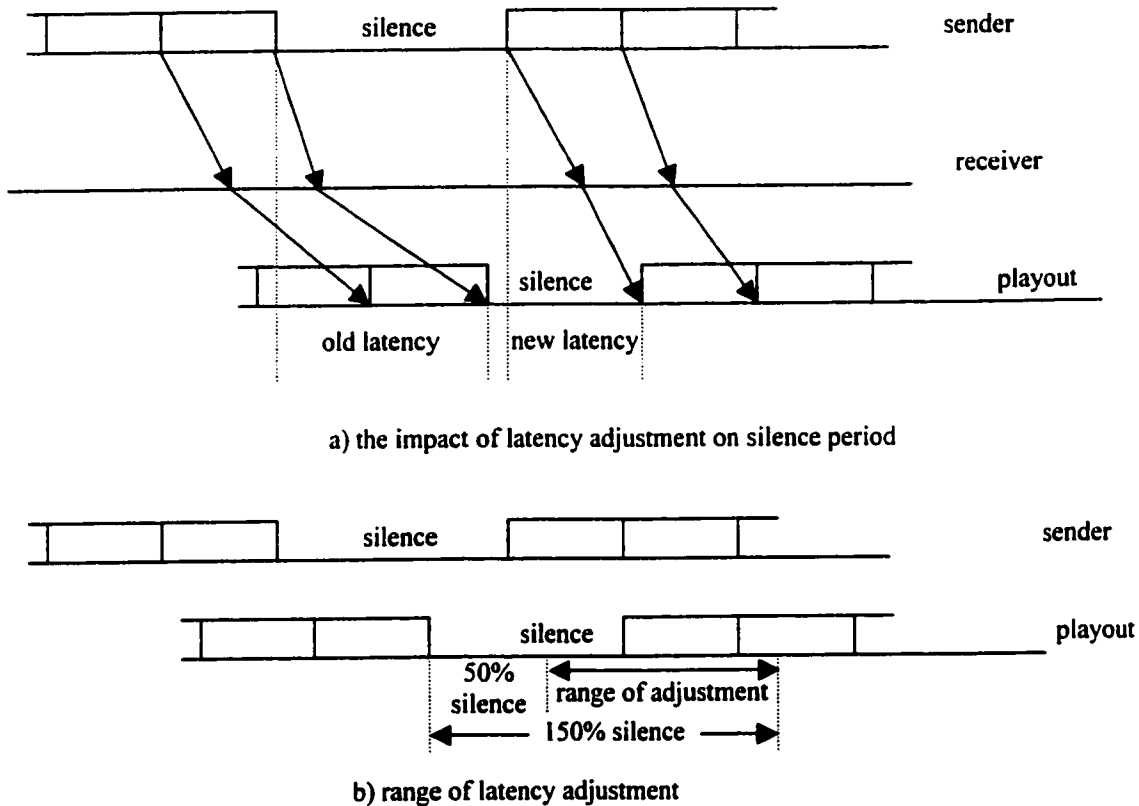 silence
sender
receiver
silence
playout
old latency
new latency
a) the impact of latency adjustment on silence period
silence
sender
silence
playout
50%
silence
range of adjustment
150% silence
b) range of latency adjustment